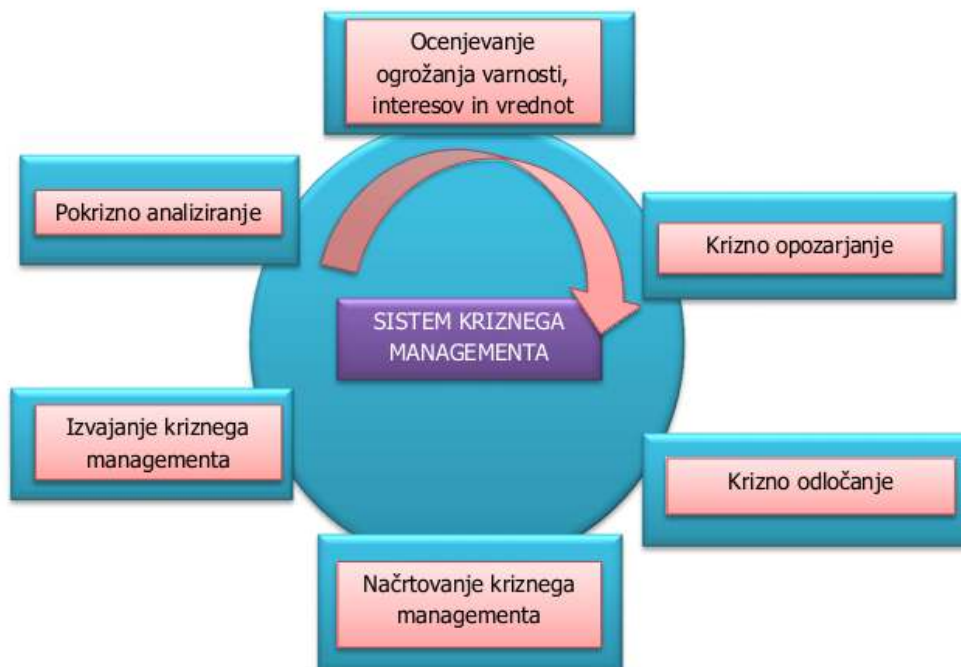 Ocenjevanje
ogrožanja varnosti,
interesov in vrednot
Pokrizno analiziranje
Krizno opozarjanje
SISTEM KRIZNEGA
MANAGEMENTA
Izvajanje kriznega
managementa
Krizno odločanje
Načrtovanje kriznega
managementa